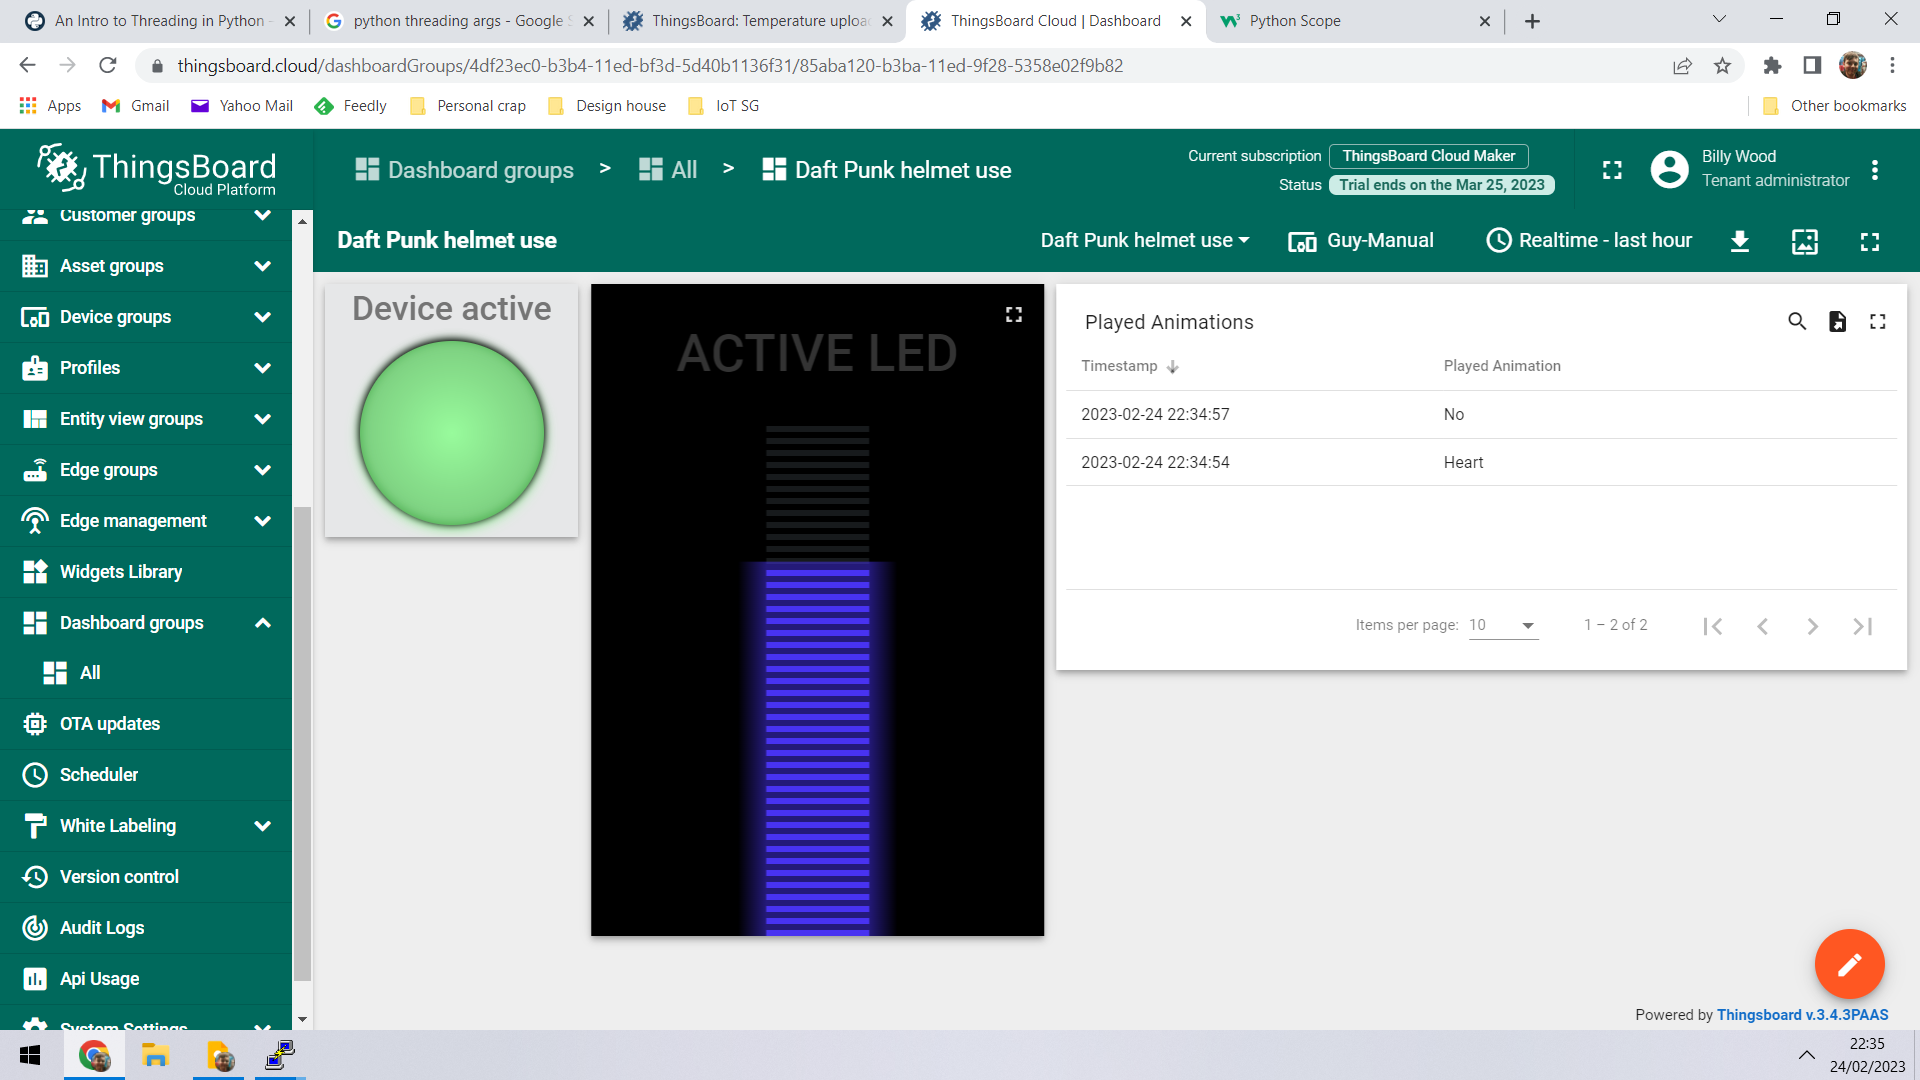 An Intro to Threading in Python -
python threading args - Google S
ThingsBoard: Temperature uploa
ThingsBoard Cloud | Dashboard
Python Scope
thingsboard.cloud/dashboardGroups/4df23ec0-b3b4-11ed-bf3d-5d40b1136f31/85aba120-b3ba-11ed-9f28-5358e02f9b82
Apps
Gmail
Yahoo Mail
Feedly
Personal crap
Design house
IoT SG
Other bookmarks
ThingsBoard
Cloud Platform
Dashboard groups > All > Daft Punk helmet use
Current subscription ThingsBoard Cloud Maker
Status Trial ends on the Mar 25, 2023
Billy Wood
Tenant administrator
Daft Punk helmet use
Daft Punk helmet use
Guy-Manual
Realtime - last hour
Customer groups
Asset groups
Device groups
Profiles
Entity view groups
Edge groups
Edge management
Widgets Library
Dashboard groups
All
OTA updates
Scheduler
White Labeling
Version control
Audit Logs
Api Usage
System Settings
Device active
ACTIVE LED
Played Animations
Timestamp Played Animation
2023-02-24 22:34:57 No
2023-02-24 22:34:54 Heart
Items per page: 10 1 – 2 of 2
Powered by Thingsboard v.3.4.3PAAS
22:35
24/02/2023